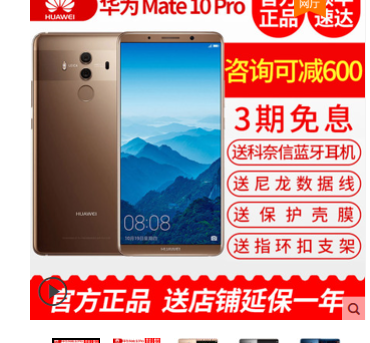 华为 Mate 10 Pro
HUAWEI
网厅
正品
速达
咨询可减600
3期免息
送科奈信蓝牙耳机
送尼龙数据线
送保护壳膜
送指环扣支架
HUAWEI
08:08
HUAWEI
官方正品 送店铺延保一年